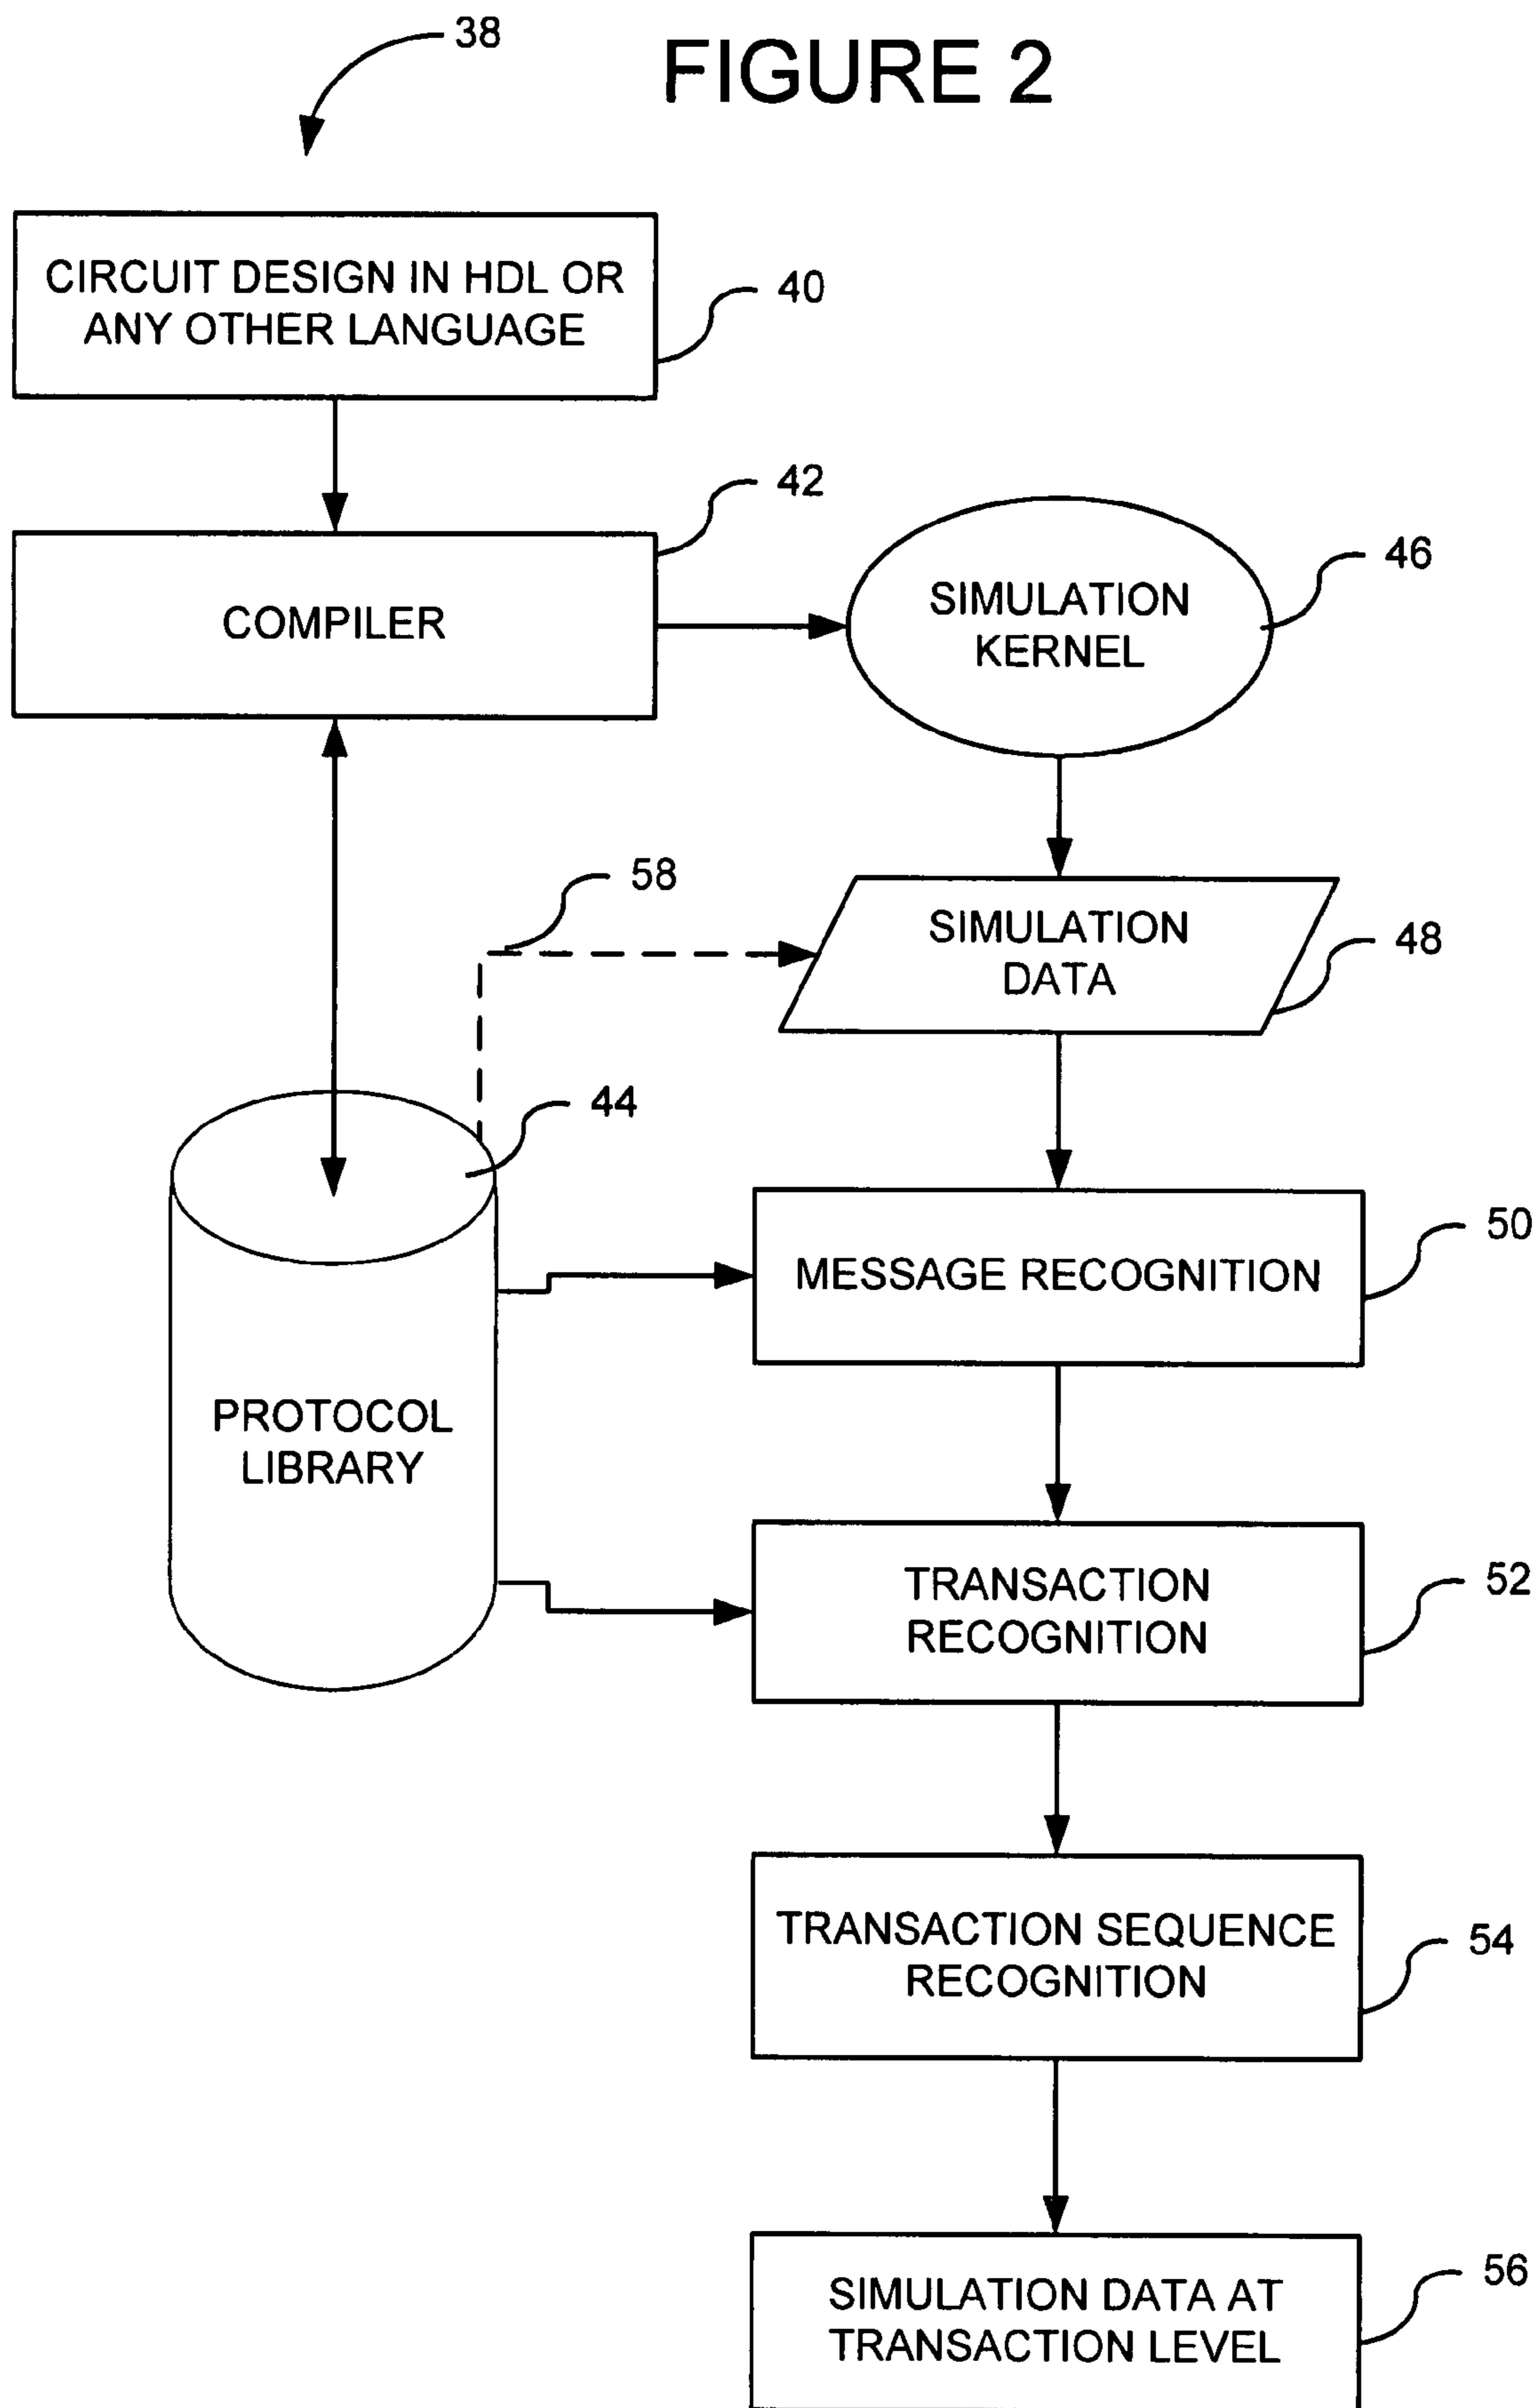 38
FIGURE 2
CIRCUIT DESIGN IN HDL OR
ANY OTHER LANGUAGE
40
42
COMPILER
SIMULATION
KERNEL
46
58
SIMULATION
DATA
48
44
MESSAGE RECOGNITION
50
PROTOCOL
LIBRARY
TRANSACTION
RECOGNITION
52
TRANSACTION SEQUENCE
RECOGNITION
54
SIMULATION DATA AT
TRANSACTION LEVEL
56